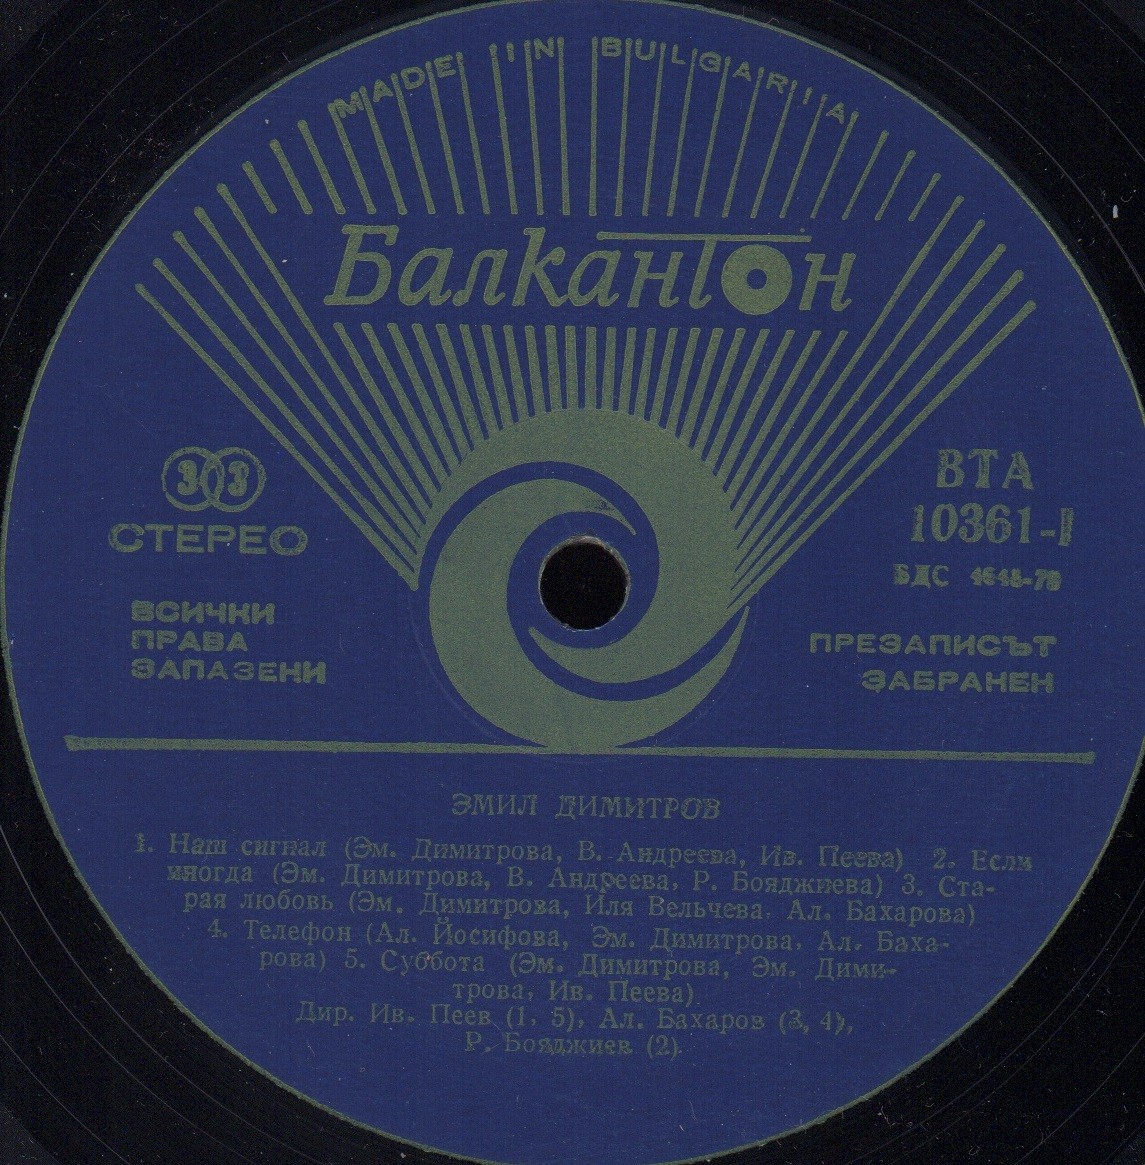 MADE IN BULGARIA
Балкантон
33
СТЕРЕО
ВСИЧКИ
ПРАВА
ЗАПАЗЕНИ
ВТА
10361-I
БДС
ПРЕЗАПИСЪТ
ЗАБРАНЕН
ЭМИЛ ДИМИТРОВ
1. Наш сигнал (Эм. Димитрова, В. Андреева, Ив. Пеева) 2. Если
иногда (Эм. Димитрова, В. Андреева, Р. Бояджиева) 3. Ста-
рая любовь (Эм. Димитрова, Иля Вельчева, Ал. Бахарова)
4. Телефон (Ал. Йосифова, Эм. Димитрова, Ал. Баха-
рова) 5. Суббота (Эм. Димитрова, Эм. Дими-
трова, Ив. Пеева)
Дир. Ив. Пеев (1, 5), Ал. Бахаров (3, 4),
Р. Бояджиев (2)